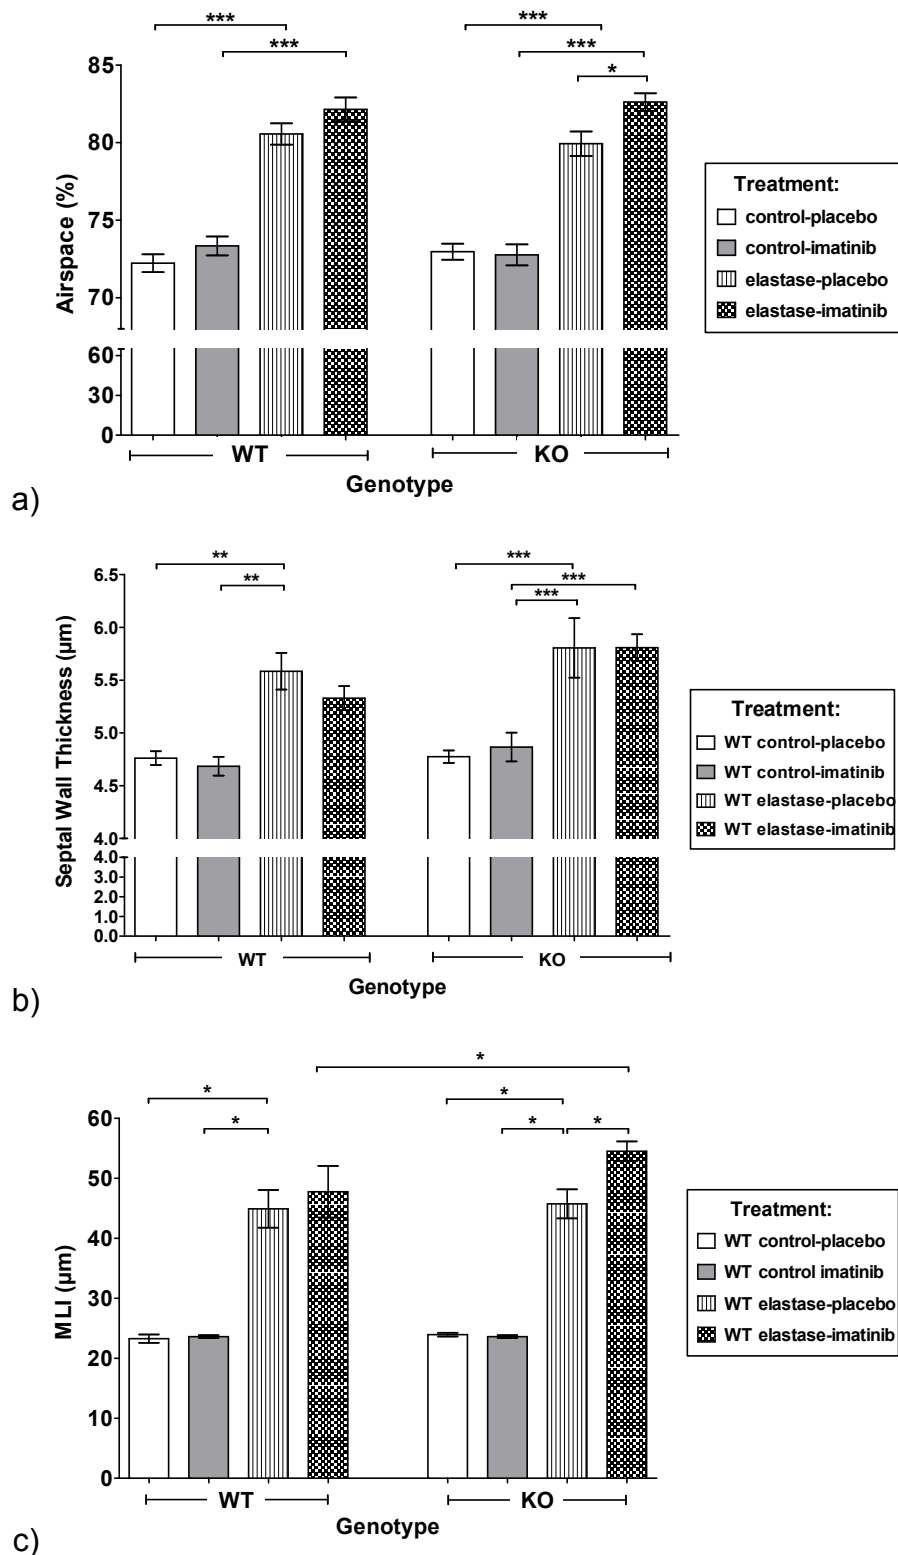 *** ***
*** ***
*
85
80
75
70
60
30
0
Airspace (%)
WT KO
Genotype
Treatment:
control-placebo
control-imatinib
elastase-placebo
elastase-imatinib
a)
** ***
** ***
***
6.5
6.0
5.5
5.0
4.5
4.0
4.0
3.0
2.0
1.0
0.0
Septal Wall Thickness (µm)
WT KO
Genotype
Treatment:
WT control-placebo
WT control-imatinib
WT elastase-placebo
WT elastase-imatinib
b)
*
* *
* * *
60
50
40
30
20
10
0
MLI (µm)
WT KO
Genotype
Treatment:
WT control-placebo
WT control imatinib
WT elastase-placebo
WT elastase-imatinib
c)